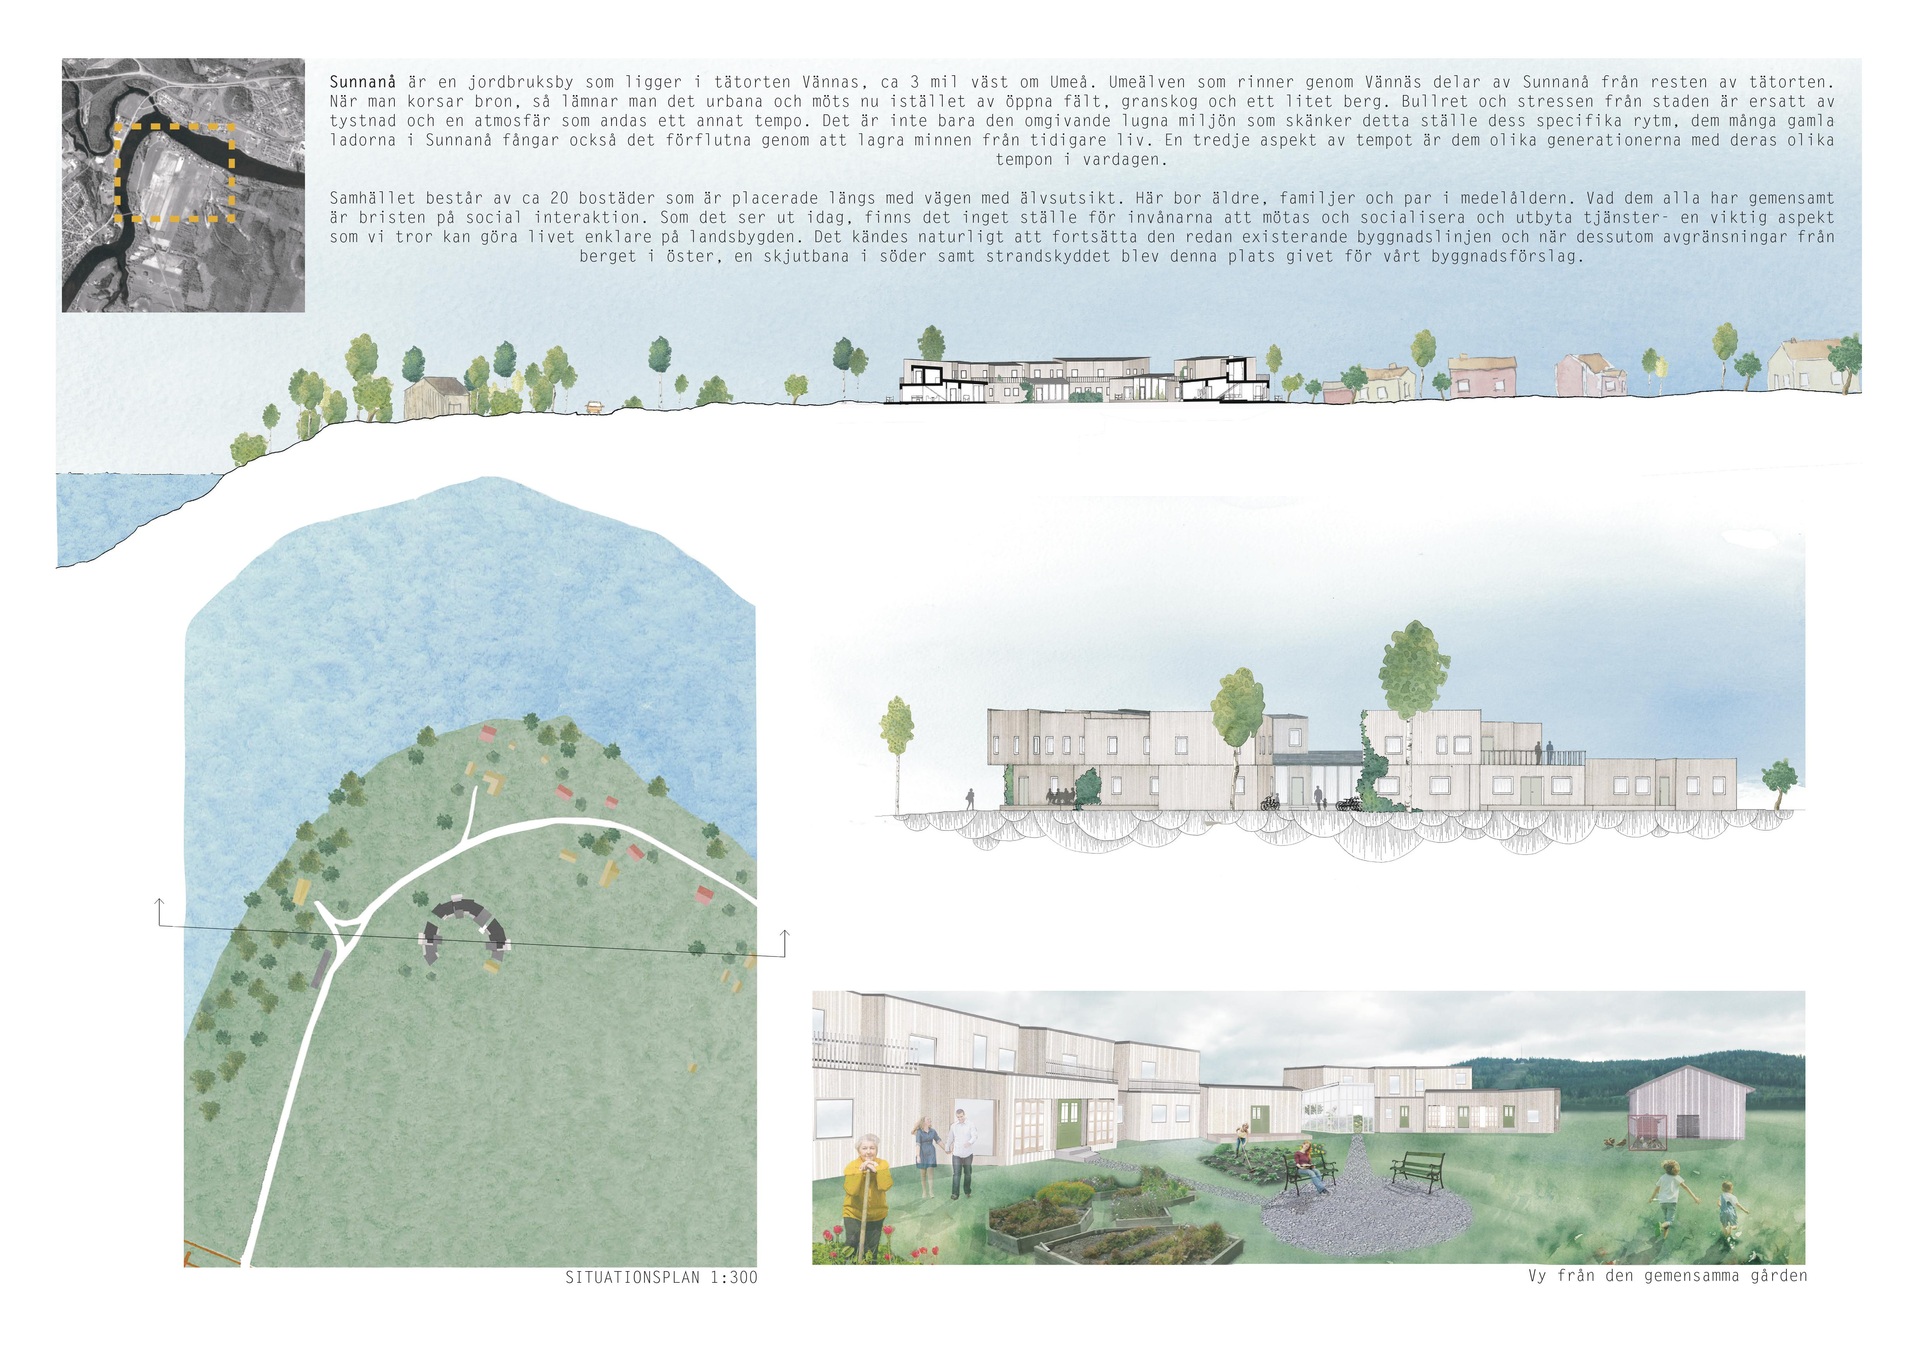 Sunnanå är en jordbruksby som ligger i tätorten Vännas, ca 3 mil väst om Umeå. Umeälven som rinner genom Vännäs delar av Sunnanå från resten av tätorten.
När man korsar bron, så lämnar man det urbana och möts nu istället av öppna fält, granskog och ett litet berg. Bullret och stressen från staden är ersatt av
tystnad och en atmosfär som andas ett annat tempo. Det är inte bara den omgivande lugna miljön som skänker detta ställe dess specifika rytm, dem många gamla
ladorna i Sunnanå fångar också det förflutna genom att lagra minnen från tidigare liv. En tredje aspekt av tempot är dem olika generationerna med deras olika
tempon i vardagen.
Samhället består av ca 20 bostäder som är placerade längs med vägen med älvsutsikt. Här bor äldre, familjer och par i medelåldern. Vad dem alla har gemensamt
är bristen på social interaktion. Som det ser ut idag, finns det inget ställe för invånarna att mötas och socialisera och utbyta tjänster- en viktig aspekt
som vi tror kan göra livet enklare på landsbygden. Det kändes naturligt att fortsätta den redan existerande byggnadslinjen och när dessutom avgränsningar från
berget i öster, en skjutbana i söder samt strandskyddet blev denna plats givet för vårt byggnadsförslag.
SITUATIONSPLAN 1:300
Vy från den gemensamma gården